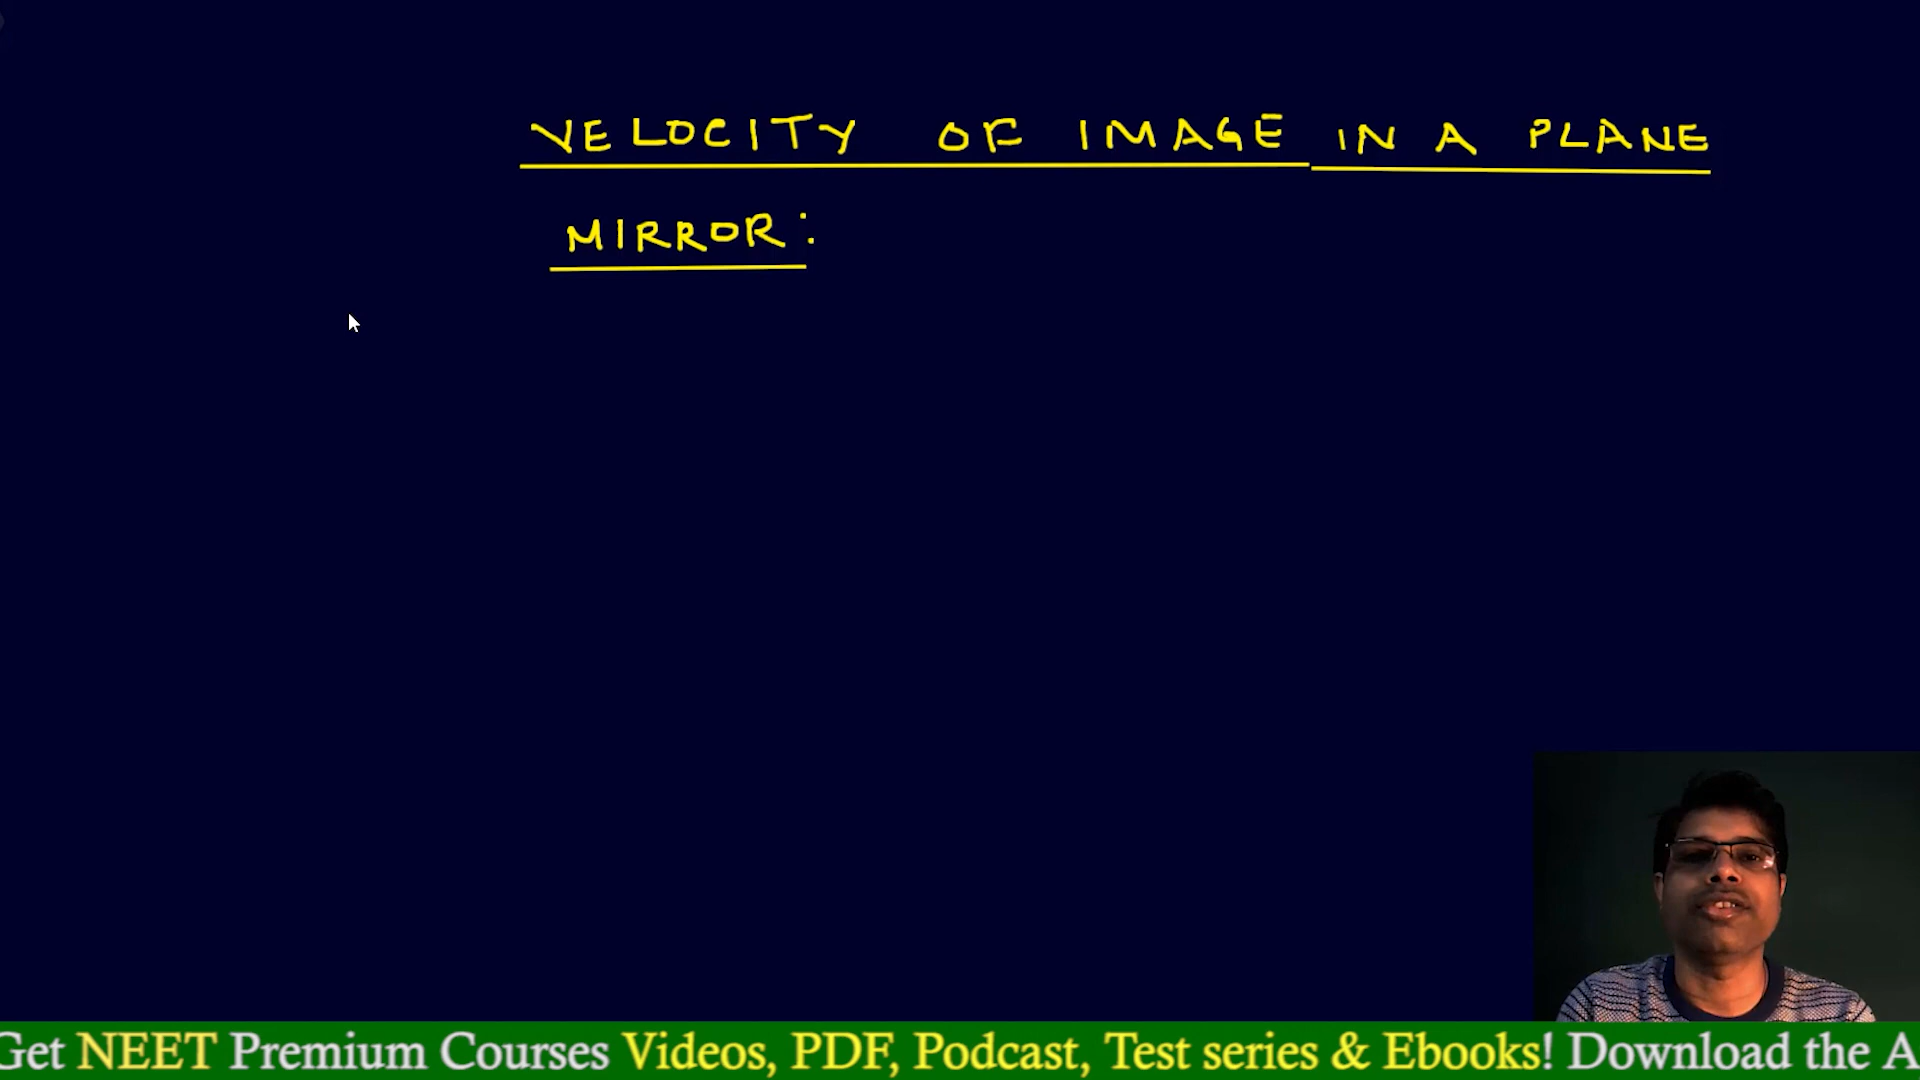 VELOCITY OF IMAGE IN A PLANE
MIRROR:
Get NEET Premium Courses Videos, PDF, Podcast, Test series & Ebooks! Download the A